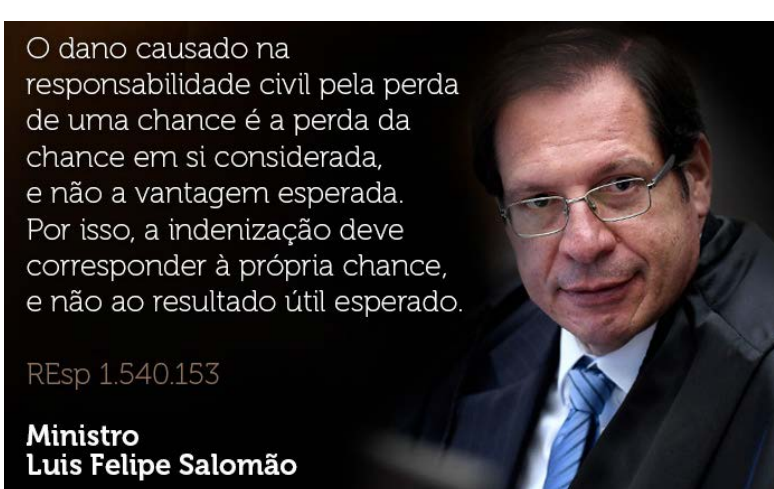 O dano causado na
responsabilidade civil pela perda
de uma chance é a perda da
chance em si considerada,
e não a vantagem esperada.
Por isso, a indenização deve
corresponder à própria chance,
e não ao resultado útil esperado.
REsp 1.540.153
Ministro
Luis Felipe Salomão